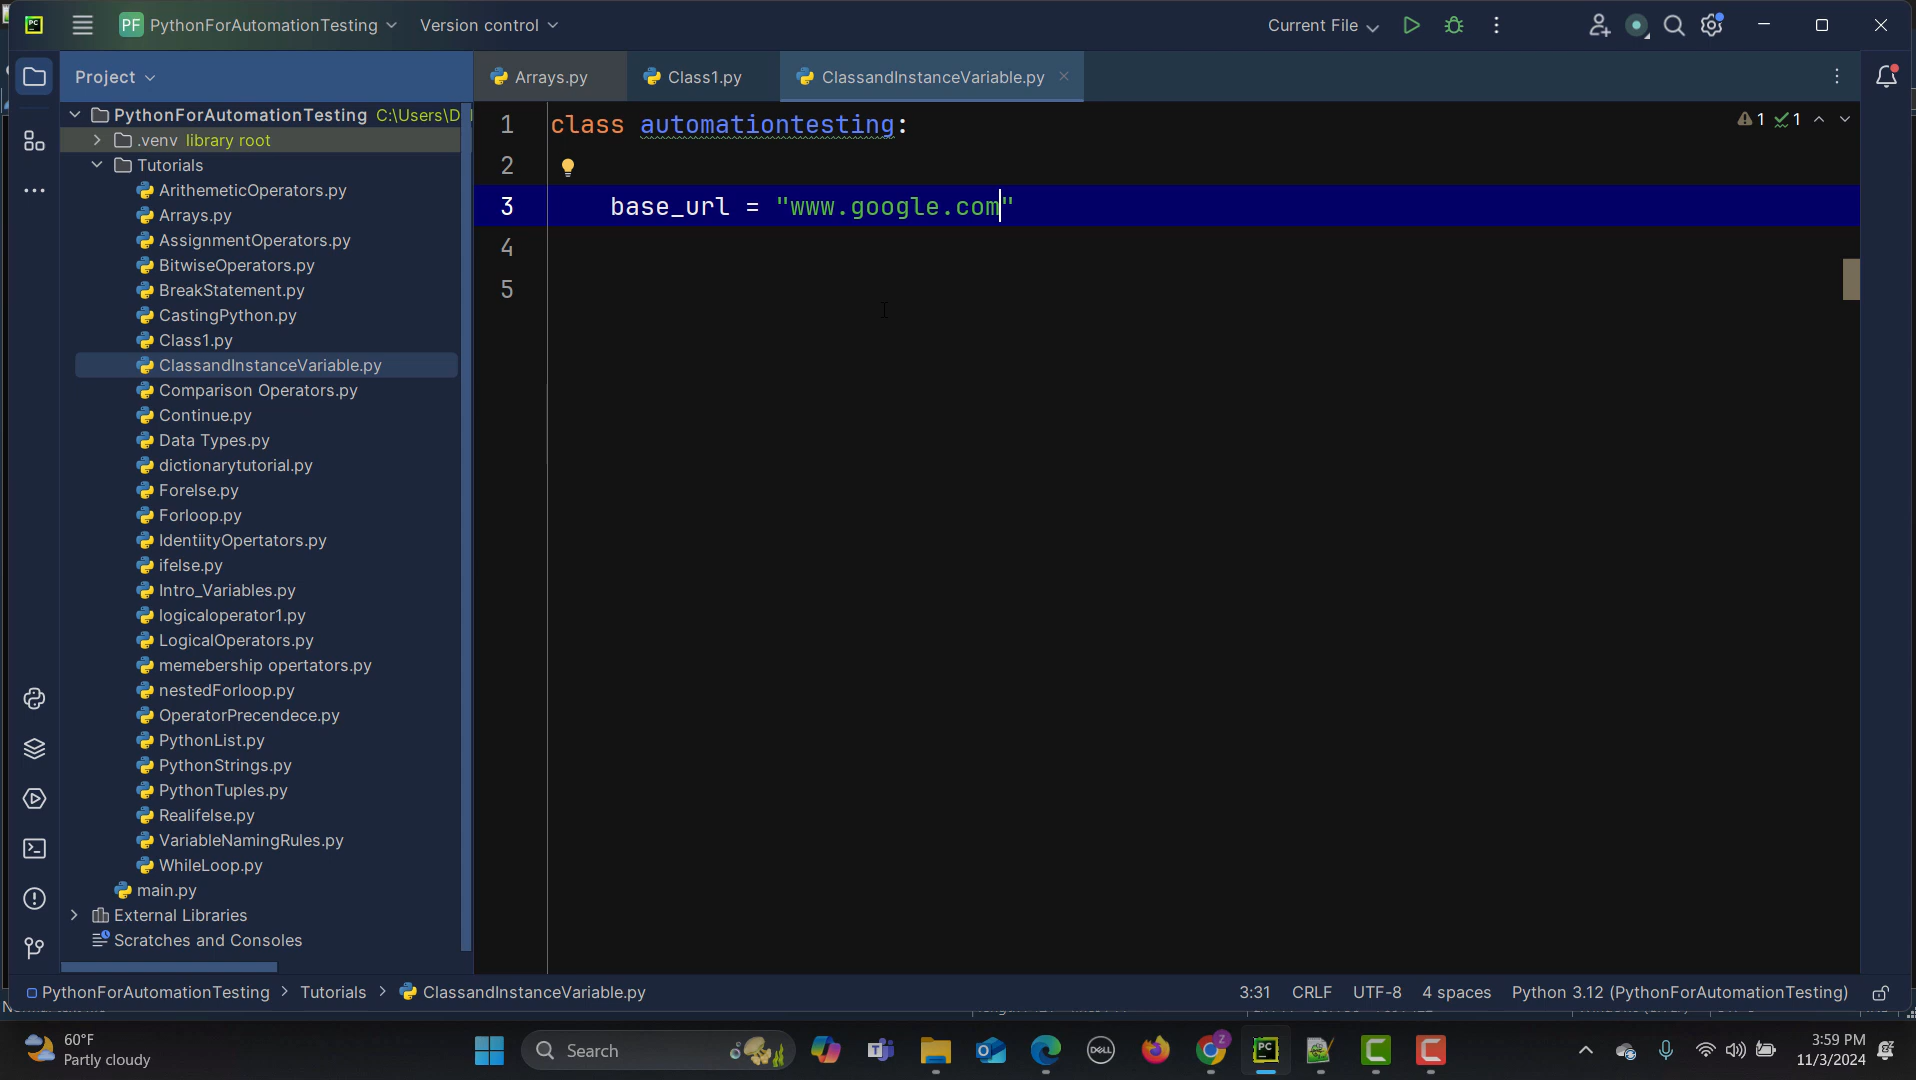 PC
PF PythonForAutomationTesting
Version control
Current File
Project
Arrays.py
Class1.py
ClassandInstanceVariable.py
PythonForAutomationTesting C:\Users\D
.venv library root
Tutorials
ArithemeticOperators.py
Arrays.py
AssignmentOperators.py
BitwiseOperators.py
BreakStatement.py
CastingPython.py
Class1.py
ClassandInstanceVariable.py
Comparison Operators.py
Continue.py
Data Types.py
dictionarytutorial.py
Forelse.py
Forloop.py
IdentiityOpertators.py
ifelse.py
Intro_Variables.py
logicaloperator1.py
LogicalOperators.py
memebership opertators.py
nestedForloop.py
OperatorPrecendece.py
PythonList.py
PythonStrings.py
PythonTuples.py
Realifelse.py
VariableNamingRules.py
WhileLoop.py
main.py
External Libraries
Scratches and Consoles
1 class automationtesting:
2
3 base_url = "www.google.com"
4
5
1 1
PythonForAutomationTesting > Tutorials > ClassandInstanceVariable.py
3:31 CRLF UTF-8 4 spaces Python 3.12 (PythonForAutomationTesting)
60°F
Partly cloudy
Search
DELL
Z
PC
3:59 PM
11/3/2024